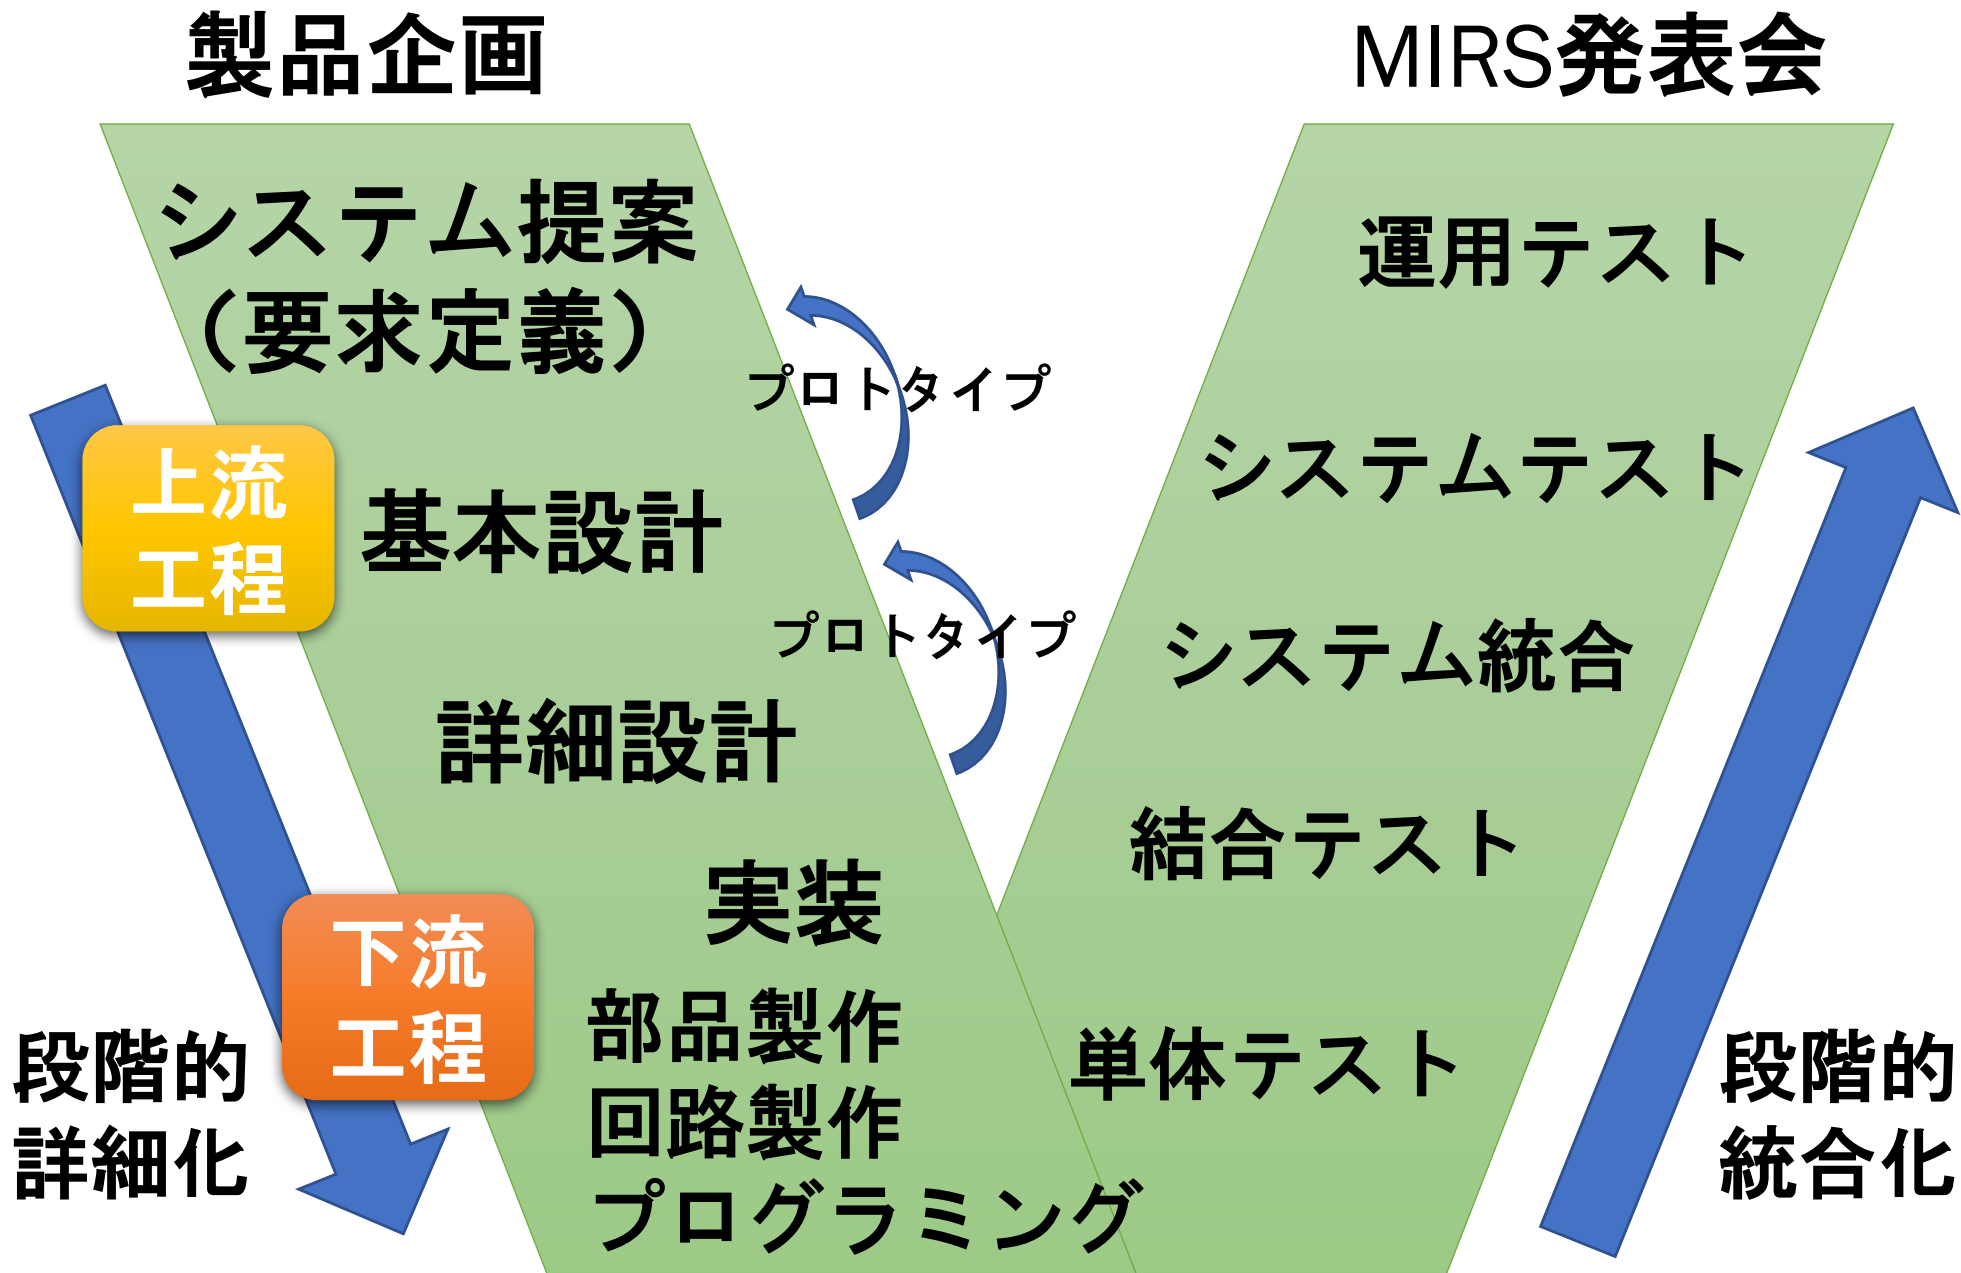 製品企画
MIRS発表会
システム提案
（要求定義）
プロトタイプ
上流
工程
基本設計
プロトタイプ
詳細設計
下流
工程
実装
部品製作
回路製作
プログラミング
段階的
詳細化
運用テスト
システムテスト
システム統合
結合テスト
単体テスト
段階的
統合化